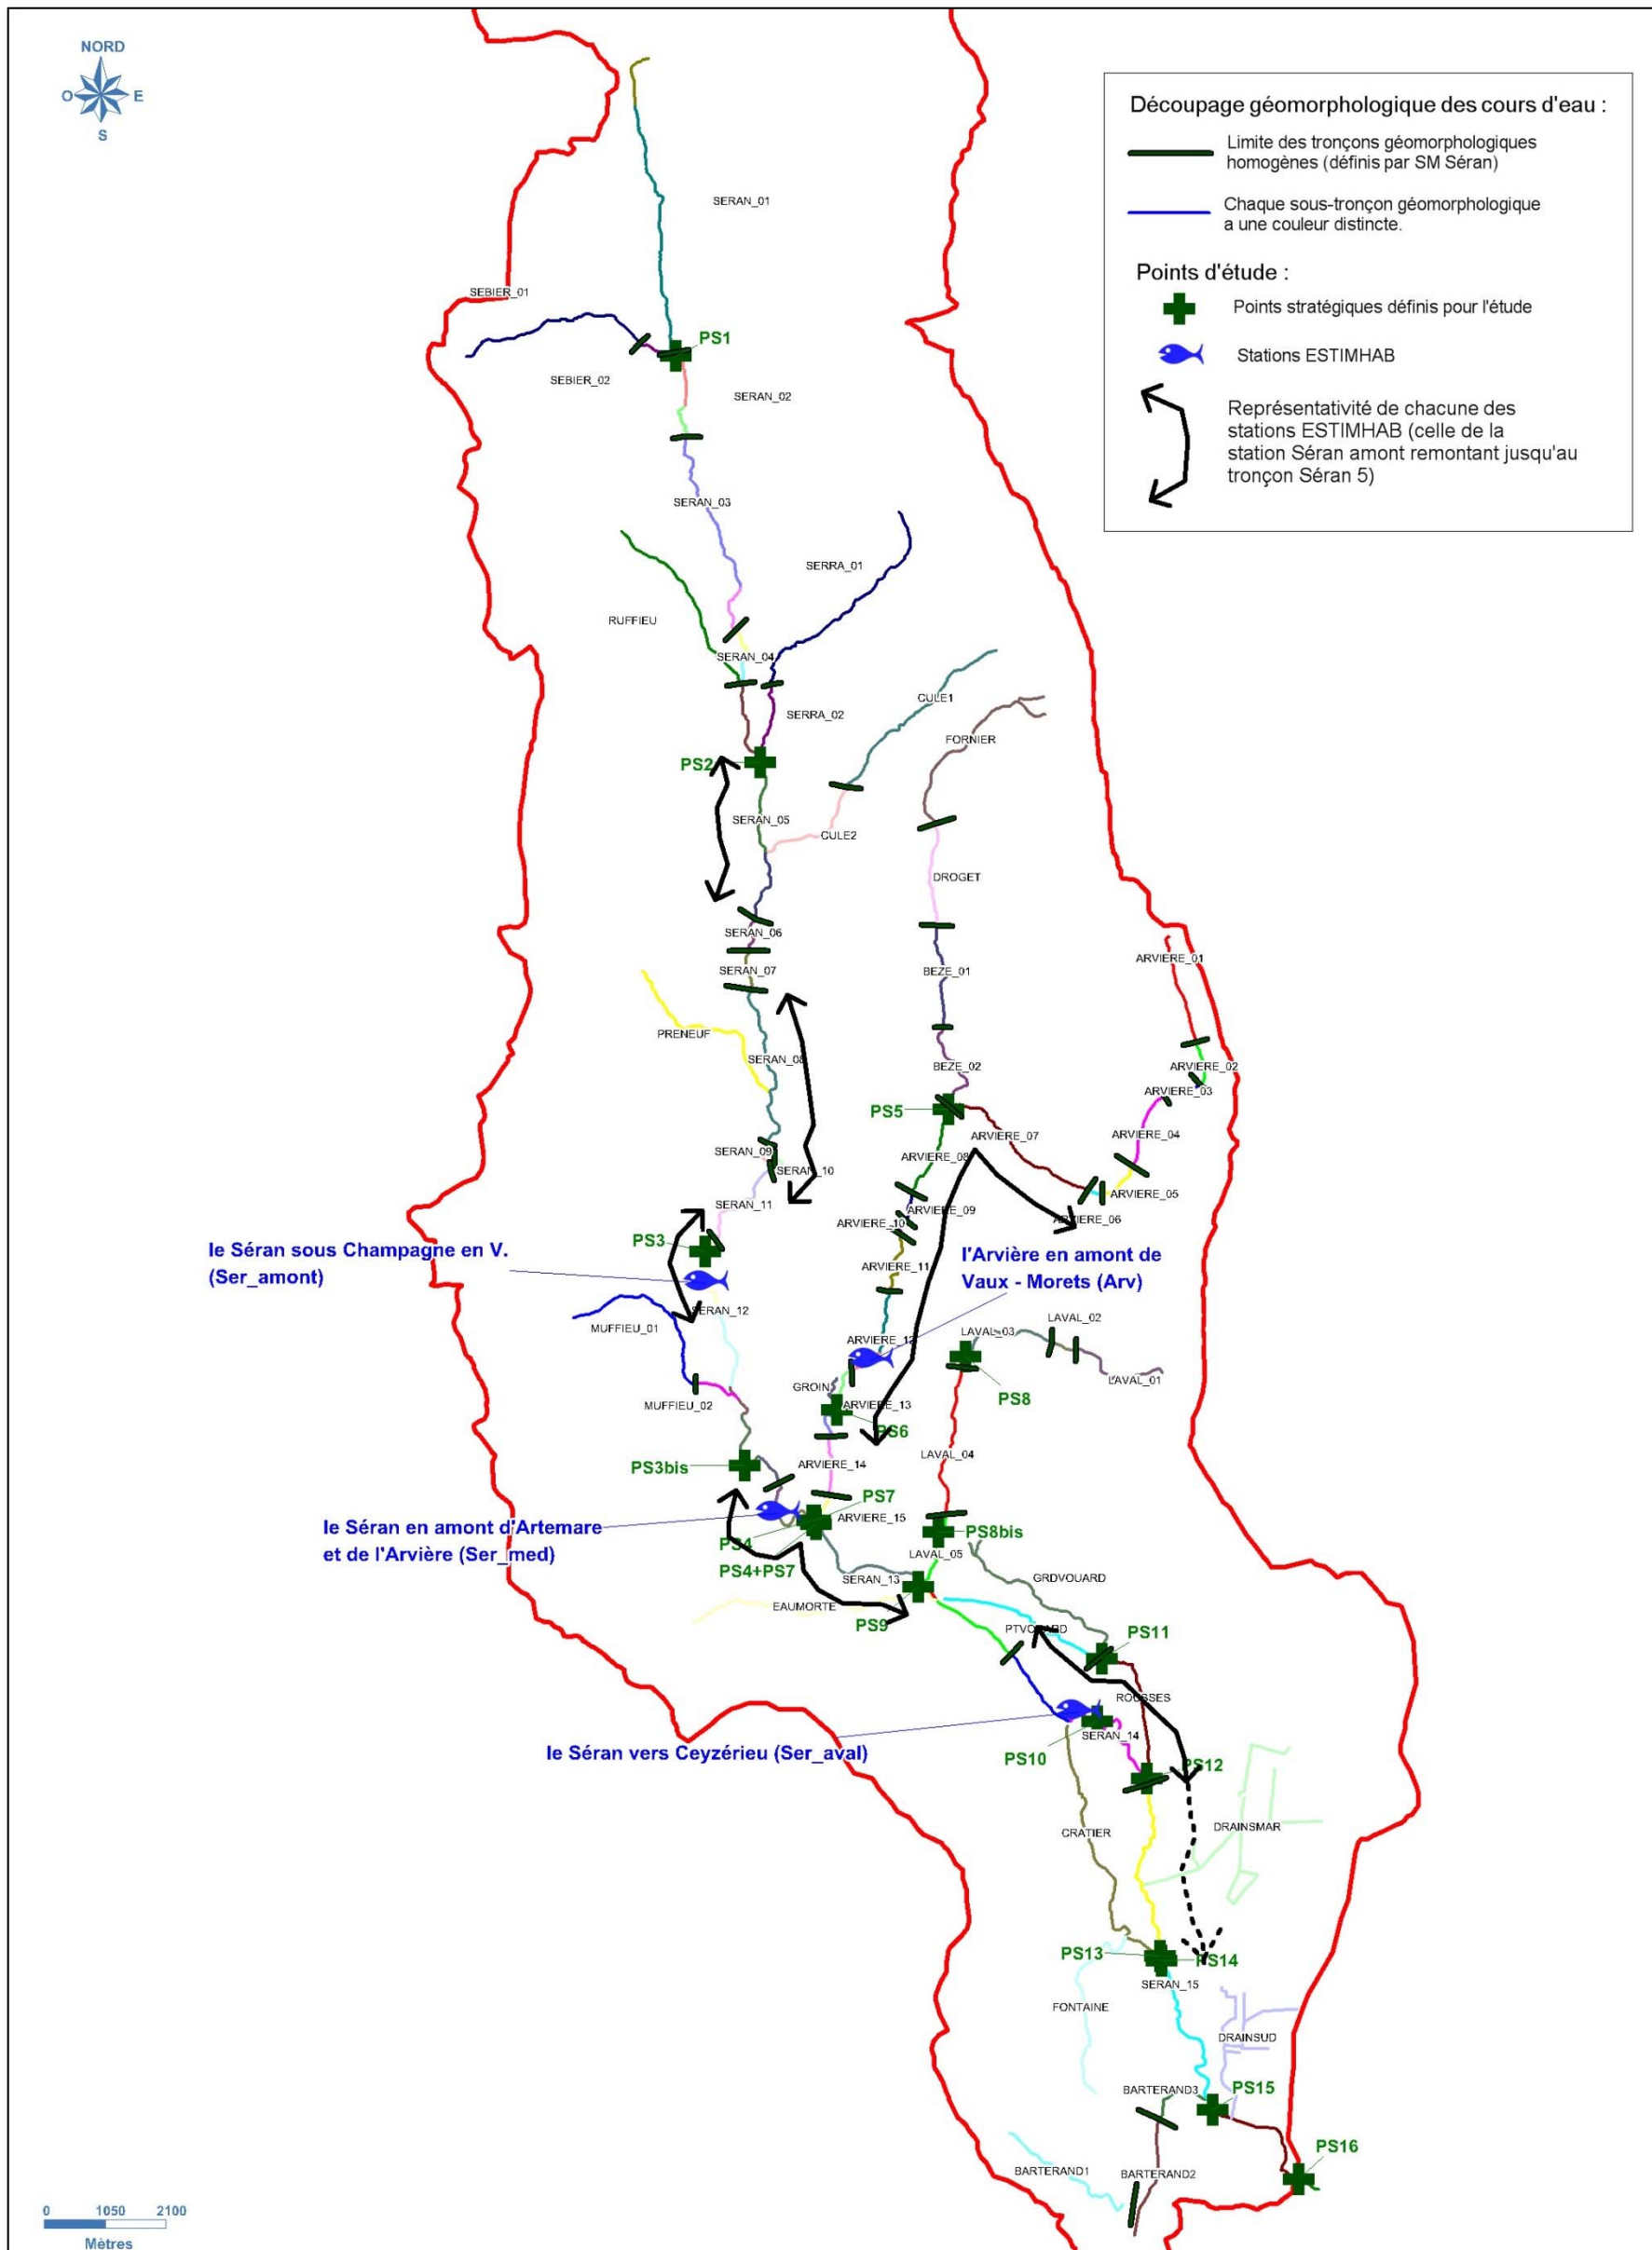 NORD
O
E
S
Découpage géomorphologique des cours d'eau :
Limite des tronçons géomorphologiques
homogènes (définis par SM Séran)
Chaque sous-tronçon géomorphologique
a une couleur distincte.
Points d'étude :
Points stratégiques définis pour l'étude
Stations ESTIMHAB
Représentativité de chacune des
stations ESTIMHAB (celle de la
station Séran amont remontant jusqu'au
tronçon Séran 5)
SERAN_01
SEBIER_01
PS1
SEBIER_02
SERAN_02
SERAN_03
SERRA_01
RUFFIEU
SERAN_04
CULE1
SERRA_02
FORNIER
PS2
SERAN_05
CULE2
DROGET
SERAN_06
ARVIERE_01
SERAN_07
BEZE_01
PRENEUF
SERAN_08
BEZE_02
ARVIERE_02
ARVIERE_03
PS5
ARVIERE_07
ARVIERE_04
SERAN_09
ARVIERE_08
SERAN_10
ARVIERE_05
SERAN_11
ARVIERE_09
ARVIERE_10
ARVIERE_06
PS3
le Séran sous Champagne en V.
(Ser_amont)
l'Arvière en amont de
Vaux - Morets (Arv)
ARVIERE_11
SERAN_12
MUFFIEU_01
LAVAL_02
LAVAL_03
ARVIERE_12
LAVAL_01
GROIN
PS8
MUFFIEU_02
ARVIERE_13
PS6
LAVAL_04
PS3bis
ARVIERE_14
PS7
ARVIERE_15
le Séran en amont d'Artemare
et de l'Arvière (Ser_med)
PS8bis
PS4
LAVAL_05
PS4+PS7
SERAN_13
GRDVOUARD
EAUMORTE
PS9
PTVOUARD
PS11
ROUSSES
SERAN_14
le Séran vers Ceyzérieu (Ser_aval)
PS10
PS12
CRATIER
DRAINSMAR
PS13
PS14
SERAN_15
FONTAINE
DRAINSUD
BARTERAND3
PS15
PS16
BARTERAND1
BARTERAND2
0 1050 2100
Mètres